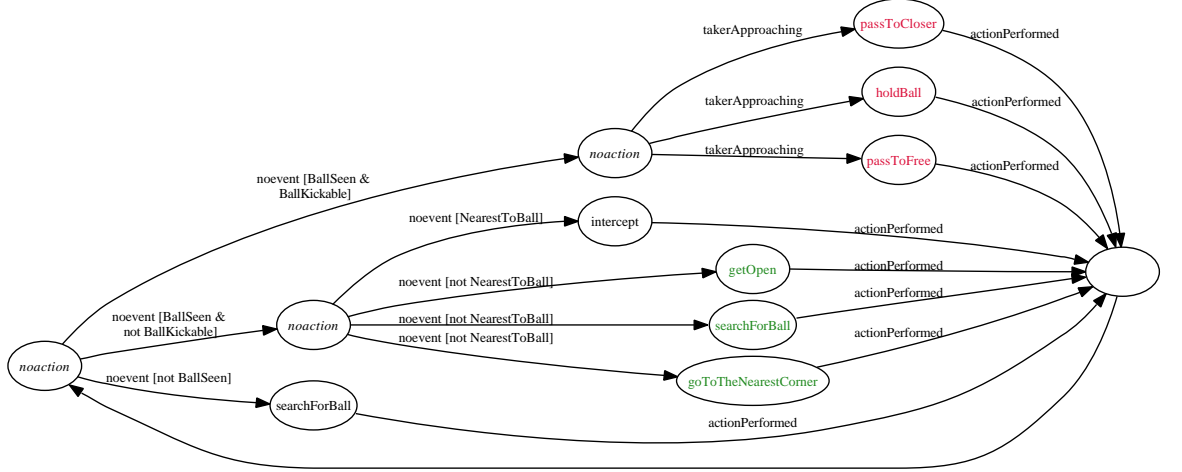 passToCloser
takerApproaching
actionPerformed
holdBall
takerApproaching
actionPerformed
noaction
takerApproaching
passToFree
actionPerformed
noevent [BallSeen &
BallKickable]
noevent [NearestToBall]
intercept
actionPerformed
getOpen
actionPerformed
noevent [not NearestToBall]
actionPerformed
noevent [BallSeen &
not BallKickable]
noaction
noevent [not NearestToBall]
searchForBall
noevent [not NearestToBall]
actionPerformed
noaction
noevent [not BallSeen]
goToTheNearestCorner
searchForBall
actionPerformed